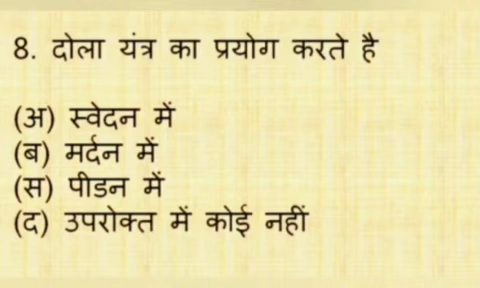 8. दोला यंत्र का प्रयोग करते है
(अ) स्वेदन में
(ब) मर्दन में
(स) पीडन में
(द) उपरोक्त में कोई नहीं